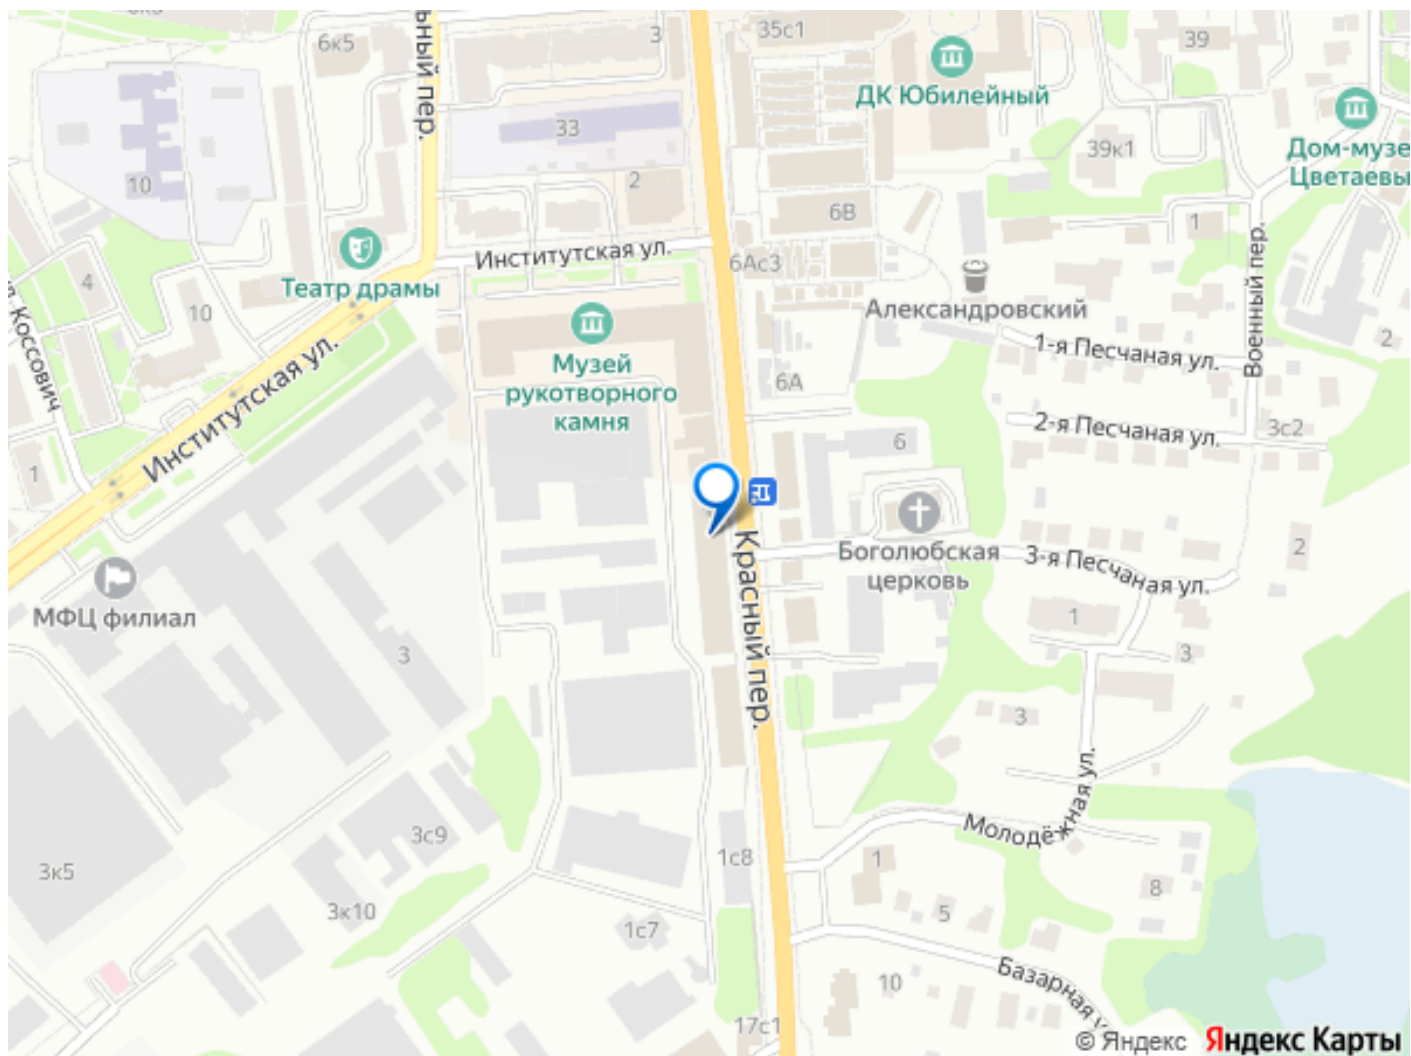 6к5
3
35с1
39
ДК Юбилейный
33
39к1
Дом-музе
Цветаевы
10
2
6В
1
Институтская ул.
6Ас3
Театр драмы
4
10
Александровский
Военный пер.
2
1-я Песчаная ул.
Коссович
Институтская ул.
Музей
рукотворного
камня
6А
2-я Песчаная ул.
3с2
6
1
Красный пер.
Боголюбская
церковь
3-я Песчаная ул.
2
МФЦ филиал
1
3
3
3
Молодёжная ул.
3с9
1с8
1
3к5
8
3к10
5
1с7
10
Базарная
17с1
© Яндекс
Яндекс Карты